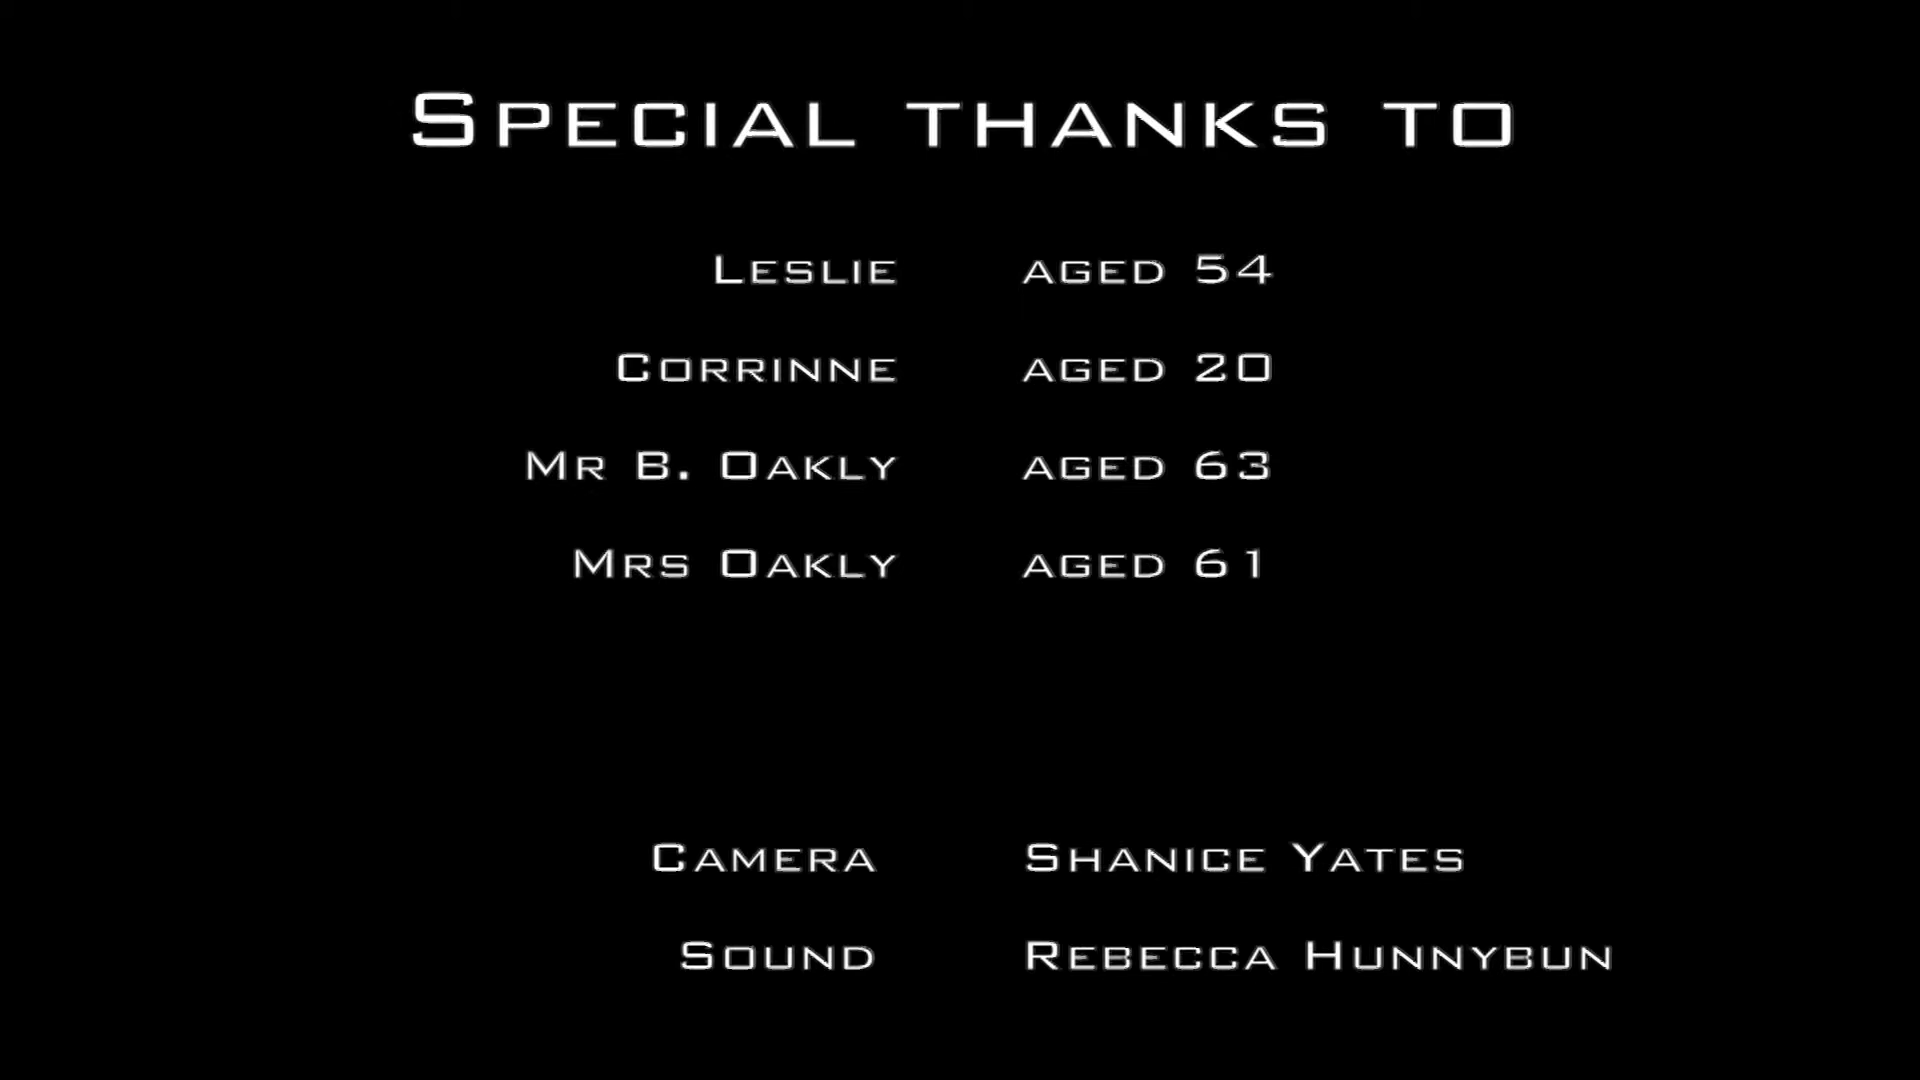 Special thanks to
Leslie aged 54
Corrinne aged 20
Mr B. Oakly aged 63
Mrs Oakly aged 61
Camera Shanice Yates
Sound Rebecca Hunnybun